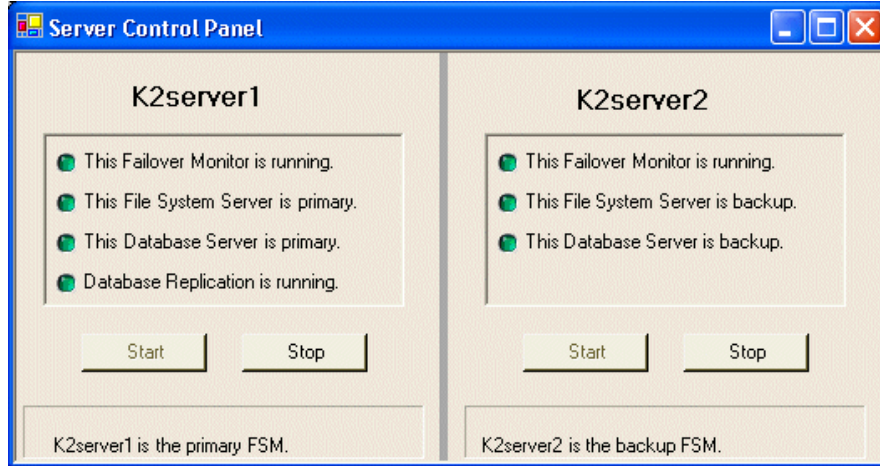 Server Control Panel
K2server1
This Failover Monitor is running.
This File System Server is primary.
This Database Server is primary.
Database Replication is running.
Start
Stop
K2server1 is the primary FSM.
K2server2
This Failover Monitor is running.
This File System Server is backup.
This Database Server is backup.
Start
Stop
K2server2 is the backup FSM.